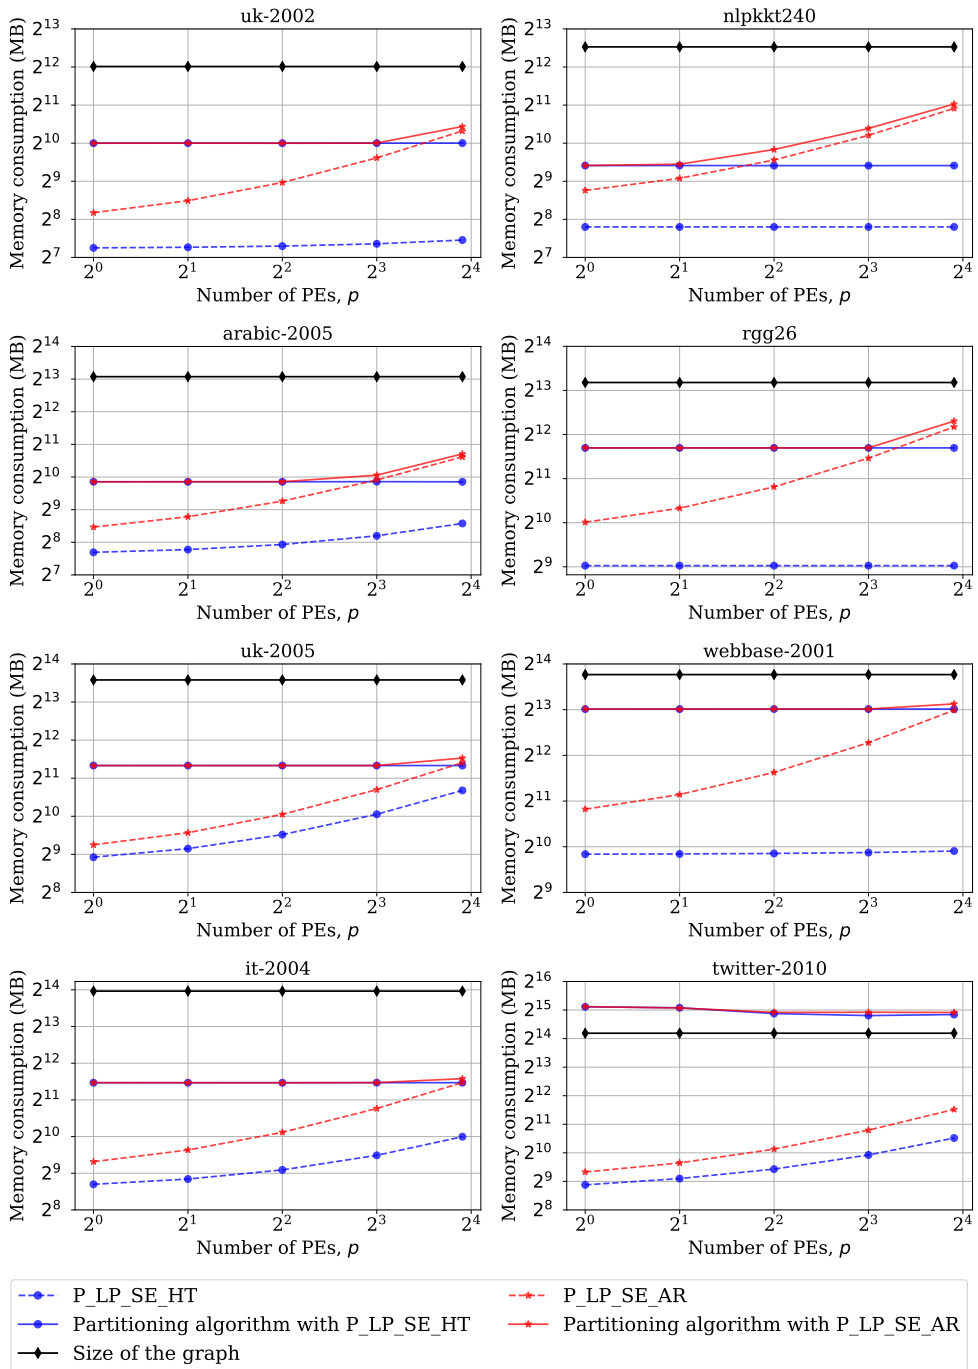 uk-2002
Memory consumption (MB)
2^13
2^12
2^11
2^10
2^9
2^8
2^7
2^0 2^1 2^2 2^3 2^4
Number of PEs, p
nlpkkt240
Memory consumption (MB)
2^13
2^12
2^11
2^10
2^9
2^8
2^7
2^0 2^1 2^2 2^3 2^4
Number of PEs, p
arabic-2005
Memory consumption (MB)
2^14
2^13
2^12
2^11
2^10
2^9
2^8
2^7
2^0 2^1 2^2 2^3 2^4
Number of PEs, p
rgg26
Memory consumption (MB)
2^14
2^13
2^12
2^11
2^10
2^9
2^0 2^1 2^2 2^3 2^4
Number of PEs, p
uk-2005
Memory consumption (MB)
2^14
2^13
2^12
2^11
2^10
2^9
2^8
2^0 2^1 2^2 2^3 2^4
Number of PEs, p
webbase-2001
Memory consumption (MB)
2^14
2^13
2^12
2^11
2^10
2^9
2^0 2^1 2^2 2^3 2^4
Number of PEs, p
it-2004
Memory consumption (MB)
2^14
2^13
2^12
2^11
2^10
2^9
2^8
2^0 2^1 2^2 2^3 2^4
Number of PEs, p
twitter-2010
Memory consumption (MB)
2^16
2^15
2^14
2^13
2^12
2^11
2^10
2^9
2^8
2^0 2^1 2^2 2^3 2^4
Number of PEs, p
P_LP_SE_HT
Partitioning algorithm with P_LP_SE_HT
Size of the graph
P_LP_SE_AR
Partitioning algorithm with P_LP_SE_AR